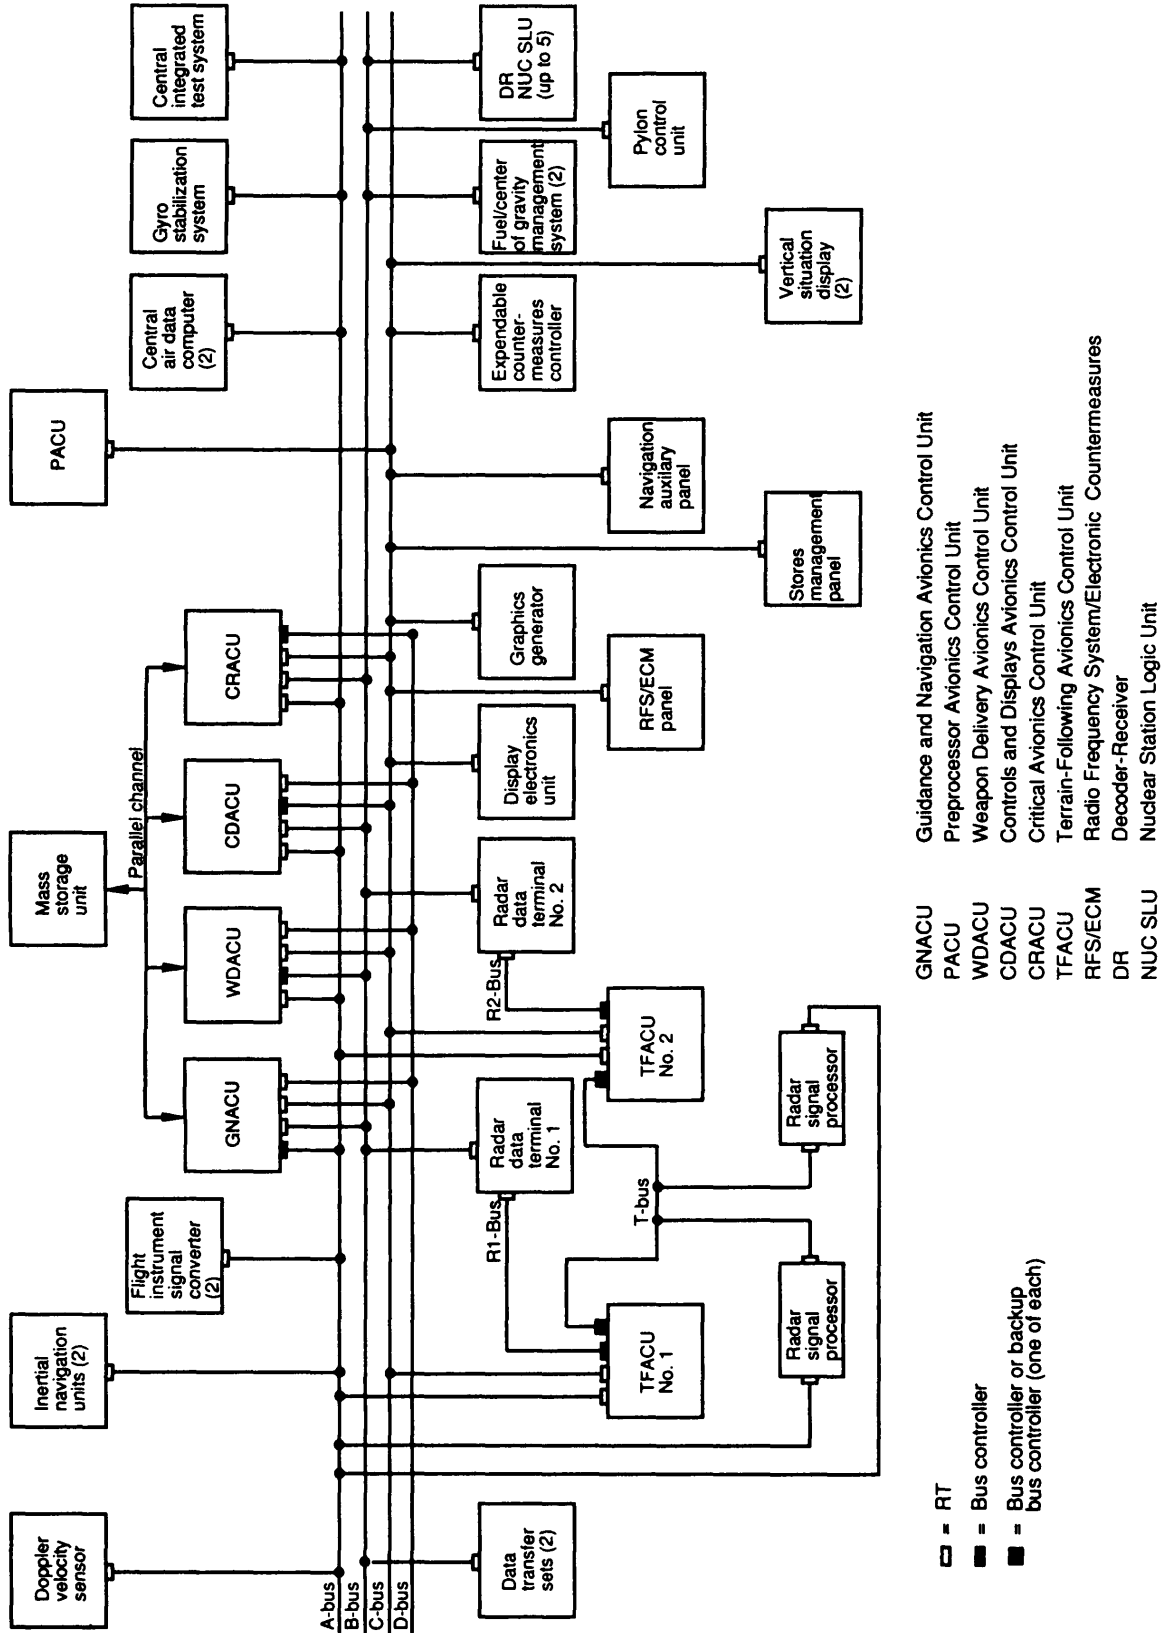 Doppler
velocity
sensor
Inertial
navigation
units (2)
Mass
storage
unit
PACU
Flight
instrument
signal
converter
(2)
Parallel channel
GNACU
WDACU
CDACU
CRACU
Central
air data
computer
(2)
Gyro
stabilization
system
Central
integrated
test system
A-bus
B-bus
C-bus
D-bus
Data
transfer
sets (2)
R1-Bus
Radar
data
terminal
No. 1
R2-Bus
Radar
data
terminal
No. 2
Display
electronics
unit
Graphics
generator
Expendable
counter-
measures
controller
Fuel/center
of gravity
management
system (2)
DR
NUC SLU
(up to 5)
TFACU
No. 1
T-bus
TFACU
No. 2
RFS/ECM
panel
Navigation
auxilary
panel
Pylon
control
unit
Radar
signal
processor
Radar
signal
processor
Stores
management
panel
Vertical
situation
display
(2)
= RT
= Bus controller
= Bus controller or backup
bus controller (one of each)
GNACU Guidance and Navigation Avionics Control Unit
PACU Preprocessor Avionics Control Unit
WDACU Weapon Delivery Avionics Control Unit
CDACU Controls and Displays Avionics Control Unit
CRACU Critical Avionics Control Unit
TFACU Terrain-Following Avionics Control Unit
RFS/ECM Radio Frequency System/Electronic Countermeasures
DR Decoder-Receiver
NUC SLU Nuclear Station Logic Unit